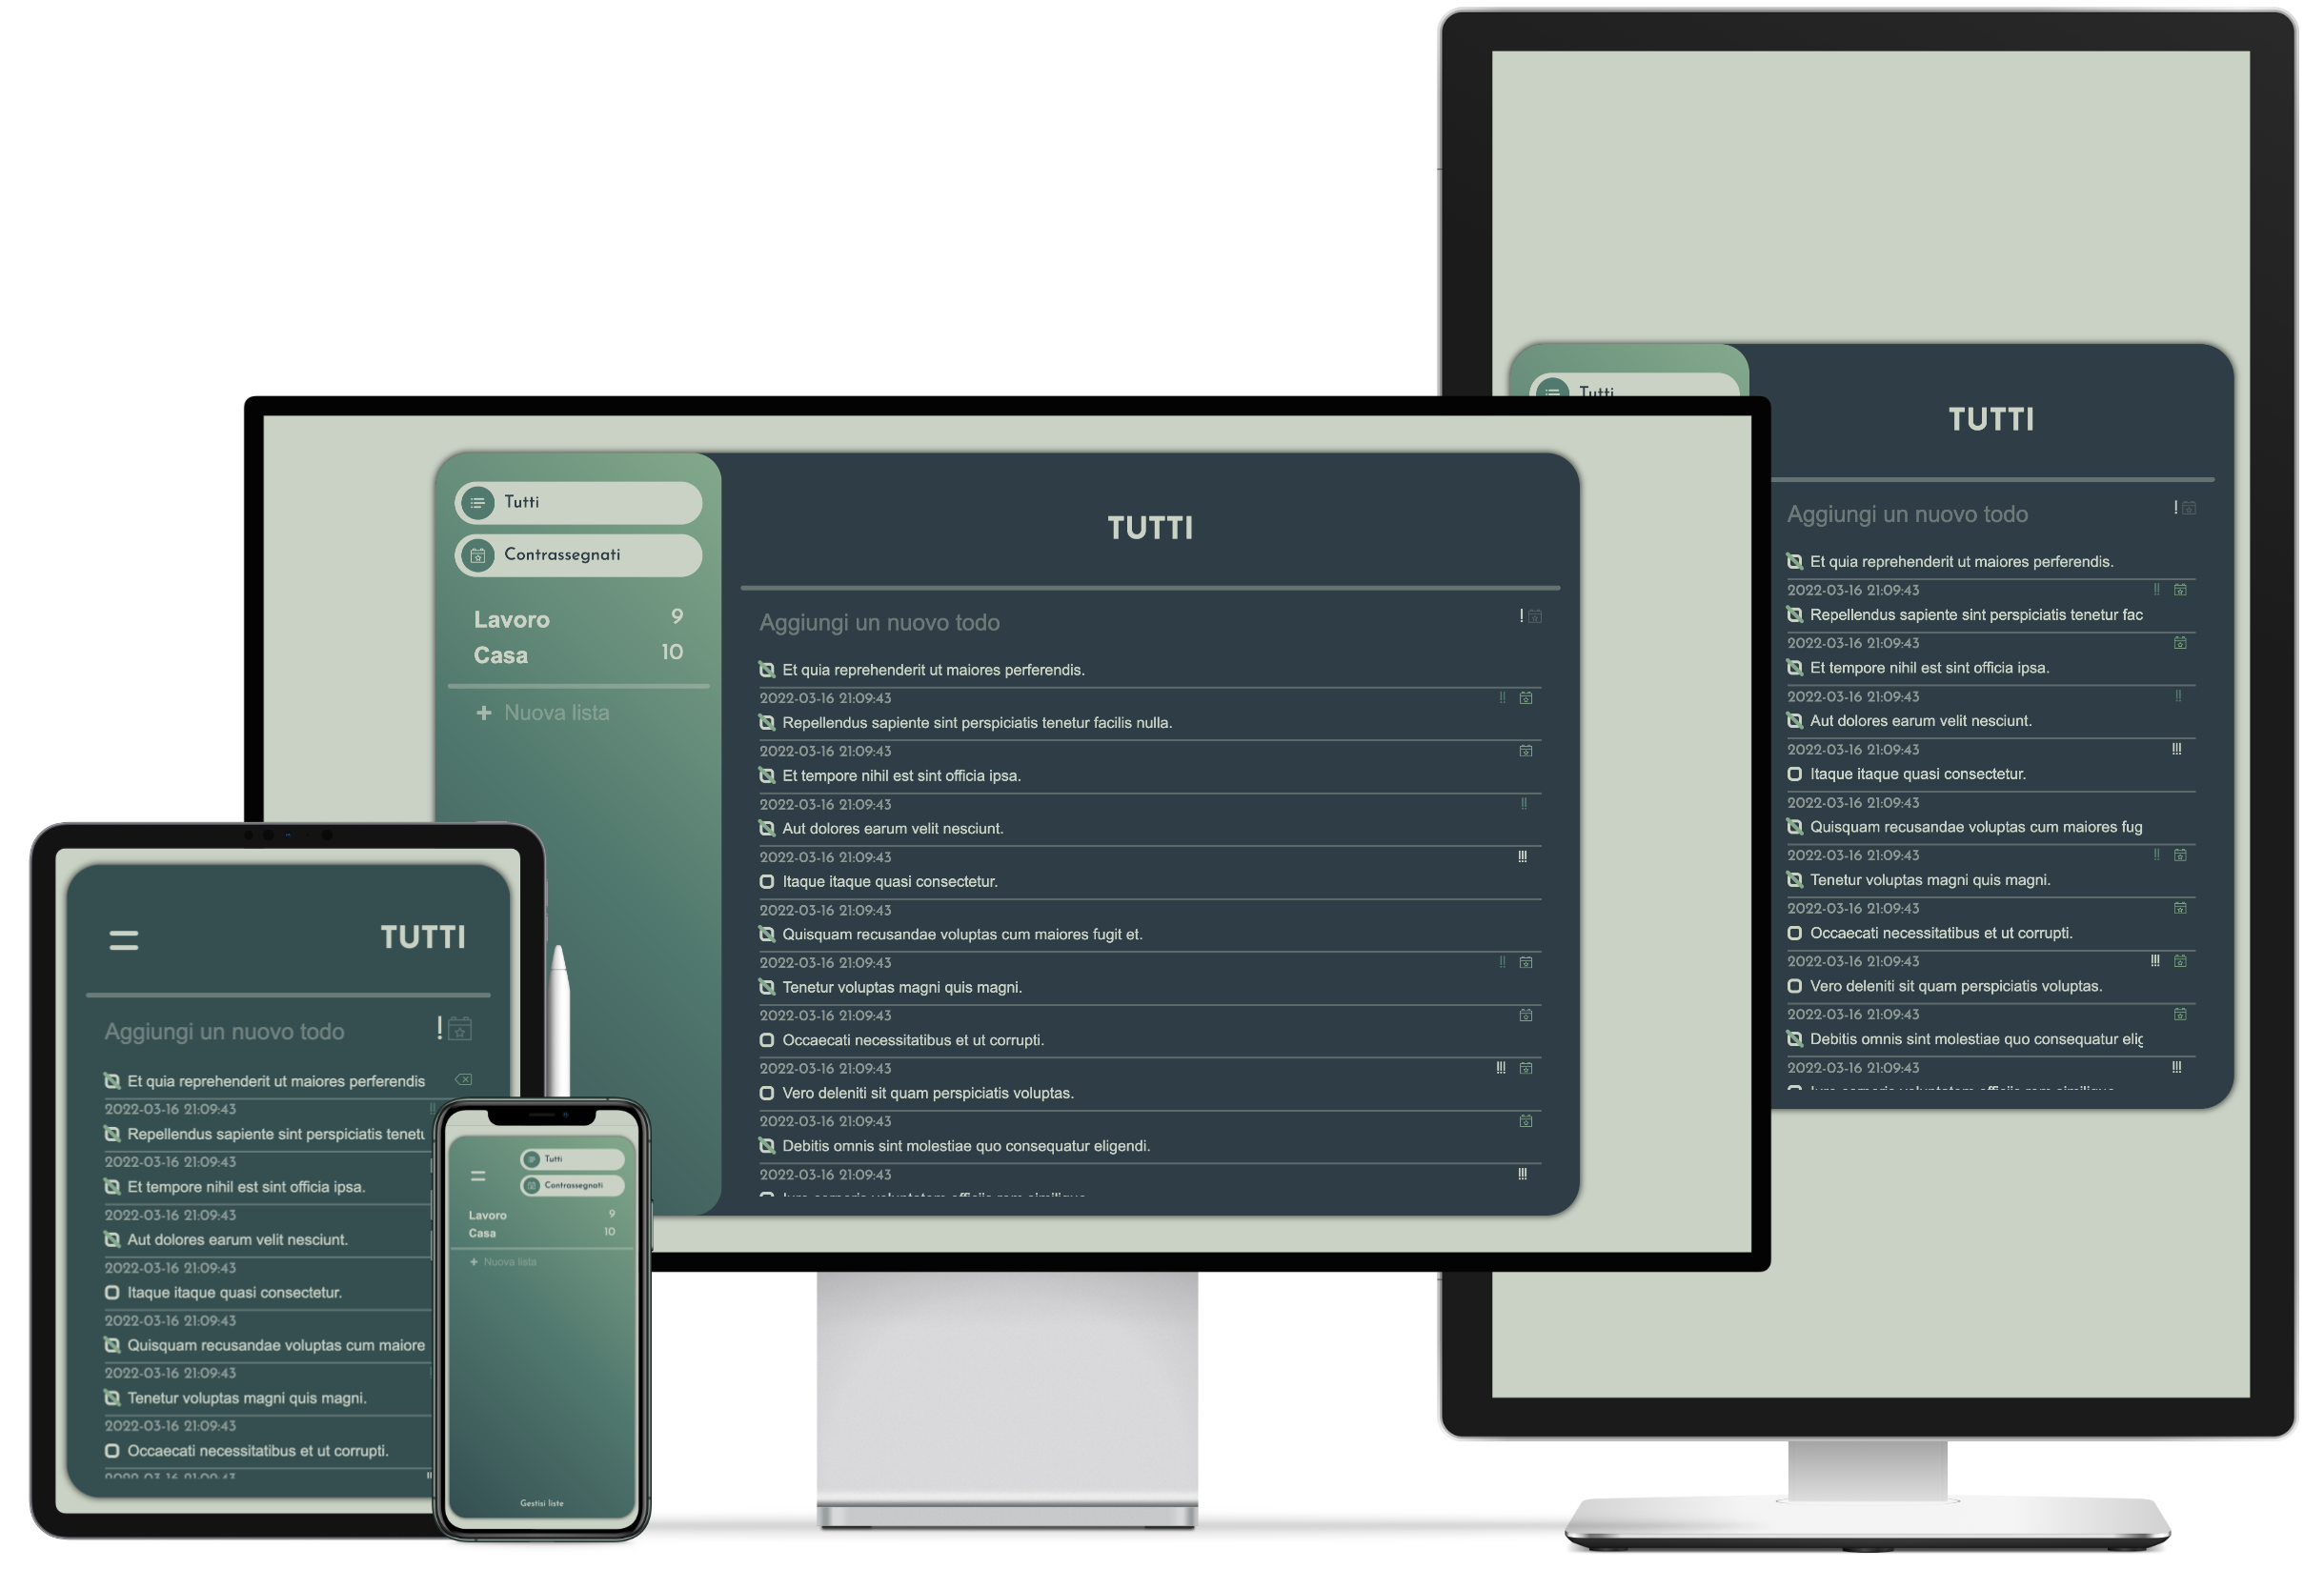 Tutti
TUTTI
Aggiungi un nuovo todo
!
Et quia reprehenderit ut maiores perferendis.
2022-03-16 21:09:43
!!
Repellendus sapiente sint perspiciatis tenetur fac
2022-03-16 21:09:43
Et tempore nihil est sint officia ipsa.
2022-03-16 21:09:43
!!
Aut dolores earum velit nesciunt.
2022-03-16 21:09:43
!!!
Itaque itaque quasi consectetur.
2022-03-16 21:09:43
Quisquam recusandae voluptas cum maiores fug
2022-03-16 21:09:43
!!
Tenetur voluptas magni quis magni.
2022-03-16 21:09:43
Occaecati necessitatibus et ut corrupti.
2022-03-16 21:09:43
!!!
Vero deleniti sit quam perspiciatis voluptas.
2022-03-16 21:09:43
Debitis omnis sint molestiae quo consequatur elig
2022-03-16 21:09:43
!!!
Tutti
Contrassegnati
Lavoro 9
Casa 10
+ Nuova lista
TUTTI
Aggiungi un nuovo todo
!
Et quia reprehenderit ut maiores perferendis.
2022-03-16 21:09:43
!!
Repellendus sapiente sint perspiciatis tenetur facilis nulla.
2022-03-16 21:09:43
Et tempore nihil est sint officia ipsa.
2022-03-16 21:09:43
!!
Aut dolores earum velit nesciunt.
2022-03-16 21:09:43
!!!
Itaque itaque quasi consectetur.
2022-03-16 21:09:43
Quisquam recusandae voluptas cum maiores fugit et.
2022-03-16 21:09:43
!!
Tenetur voluptas magni quis magni.
2022-03-16 21:09:43
Occaecati necessitatibus et ut corrupti.
2022-03-16 21:09:43
!!!
Vero deleniti sit quam perspiciatis voluptas.
2022-03-16 21:09:43
Debitis omnis sint molestiae quo consequatur eligendi.
2022-03-16 21:09:43
!!!
TUTTI
Aggiungi un nuovo todo
!
Et quia reprehenderit ut maiores perferendis
2022-03-16 21:09:43
Repellendus sapiente sint perspiciatis tenetu
2022-03-16 21:09:43
Et tempore nihil est sint officia ipsa.
2022-03-16 21:09:43
Aut dolores earum velit nesciunt.
2022-03-16 21:09:43
Itaque itaque quasi consectetur.
2022-03-16 21:09:43
Quisquam recusandae voluptas cum maiore
2022-03-16 21:09:43
Tenetur voluptas magni quis magni.
2022-03-16 21:09:43
Occaecati necessitatibus et ut corrupti.
2022-03-16 21:09:43
Tutti
Contrassegnati
Lavoro 9
Casa 10
+ Nuova lista
Gestisi liste